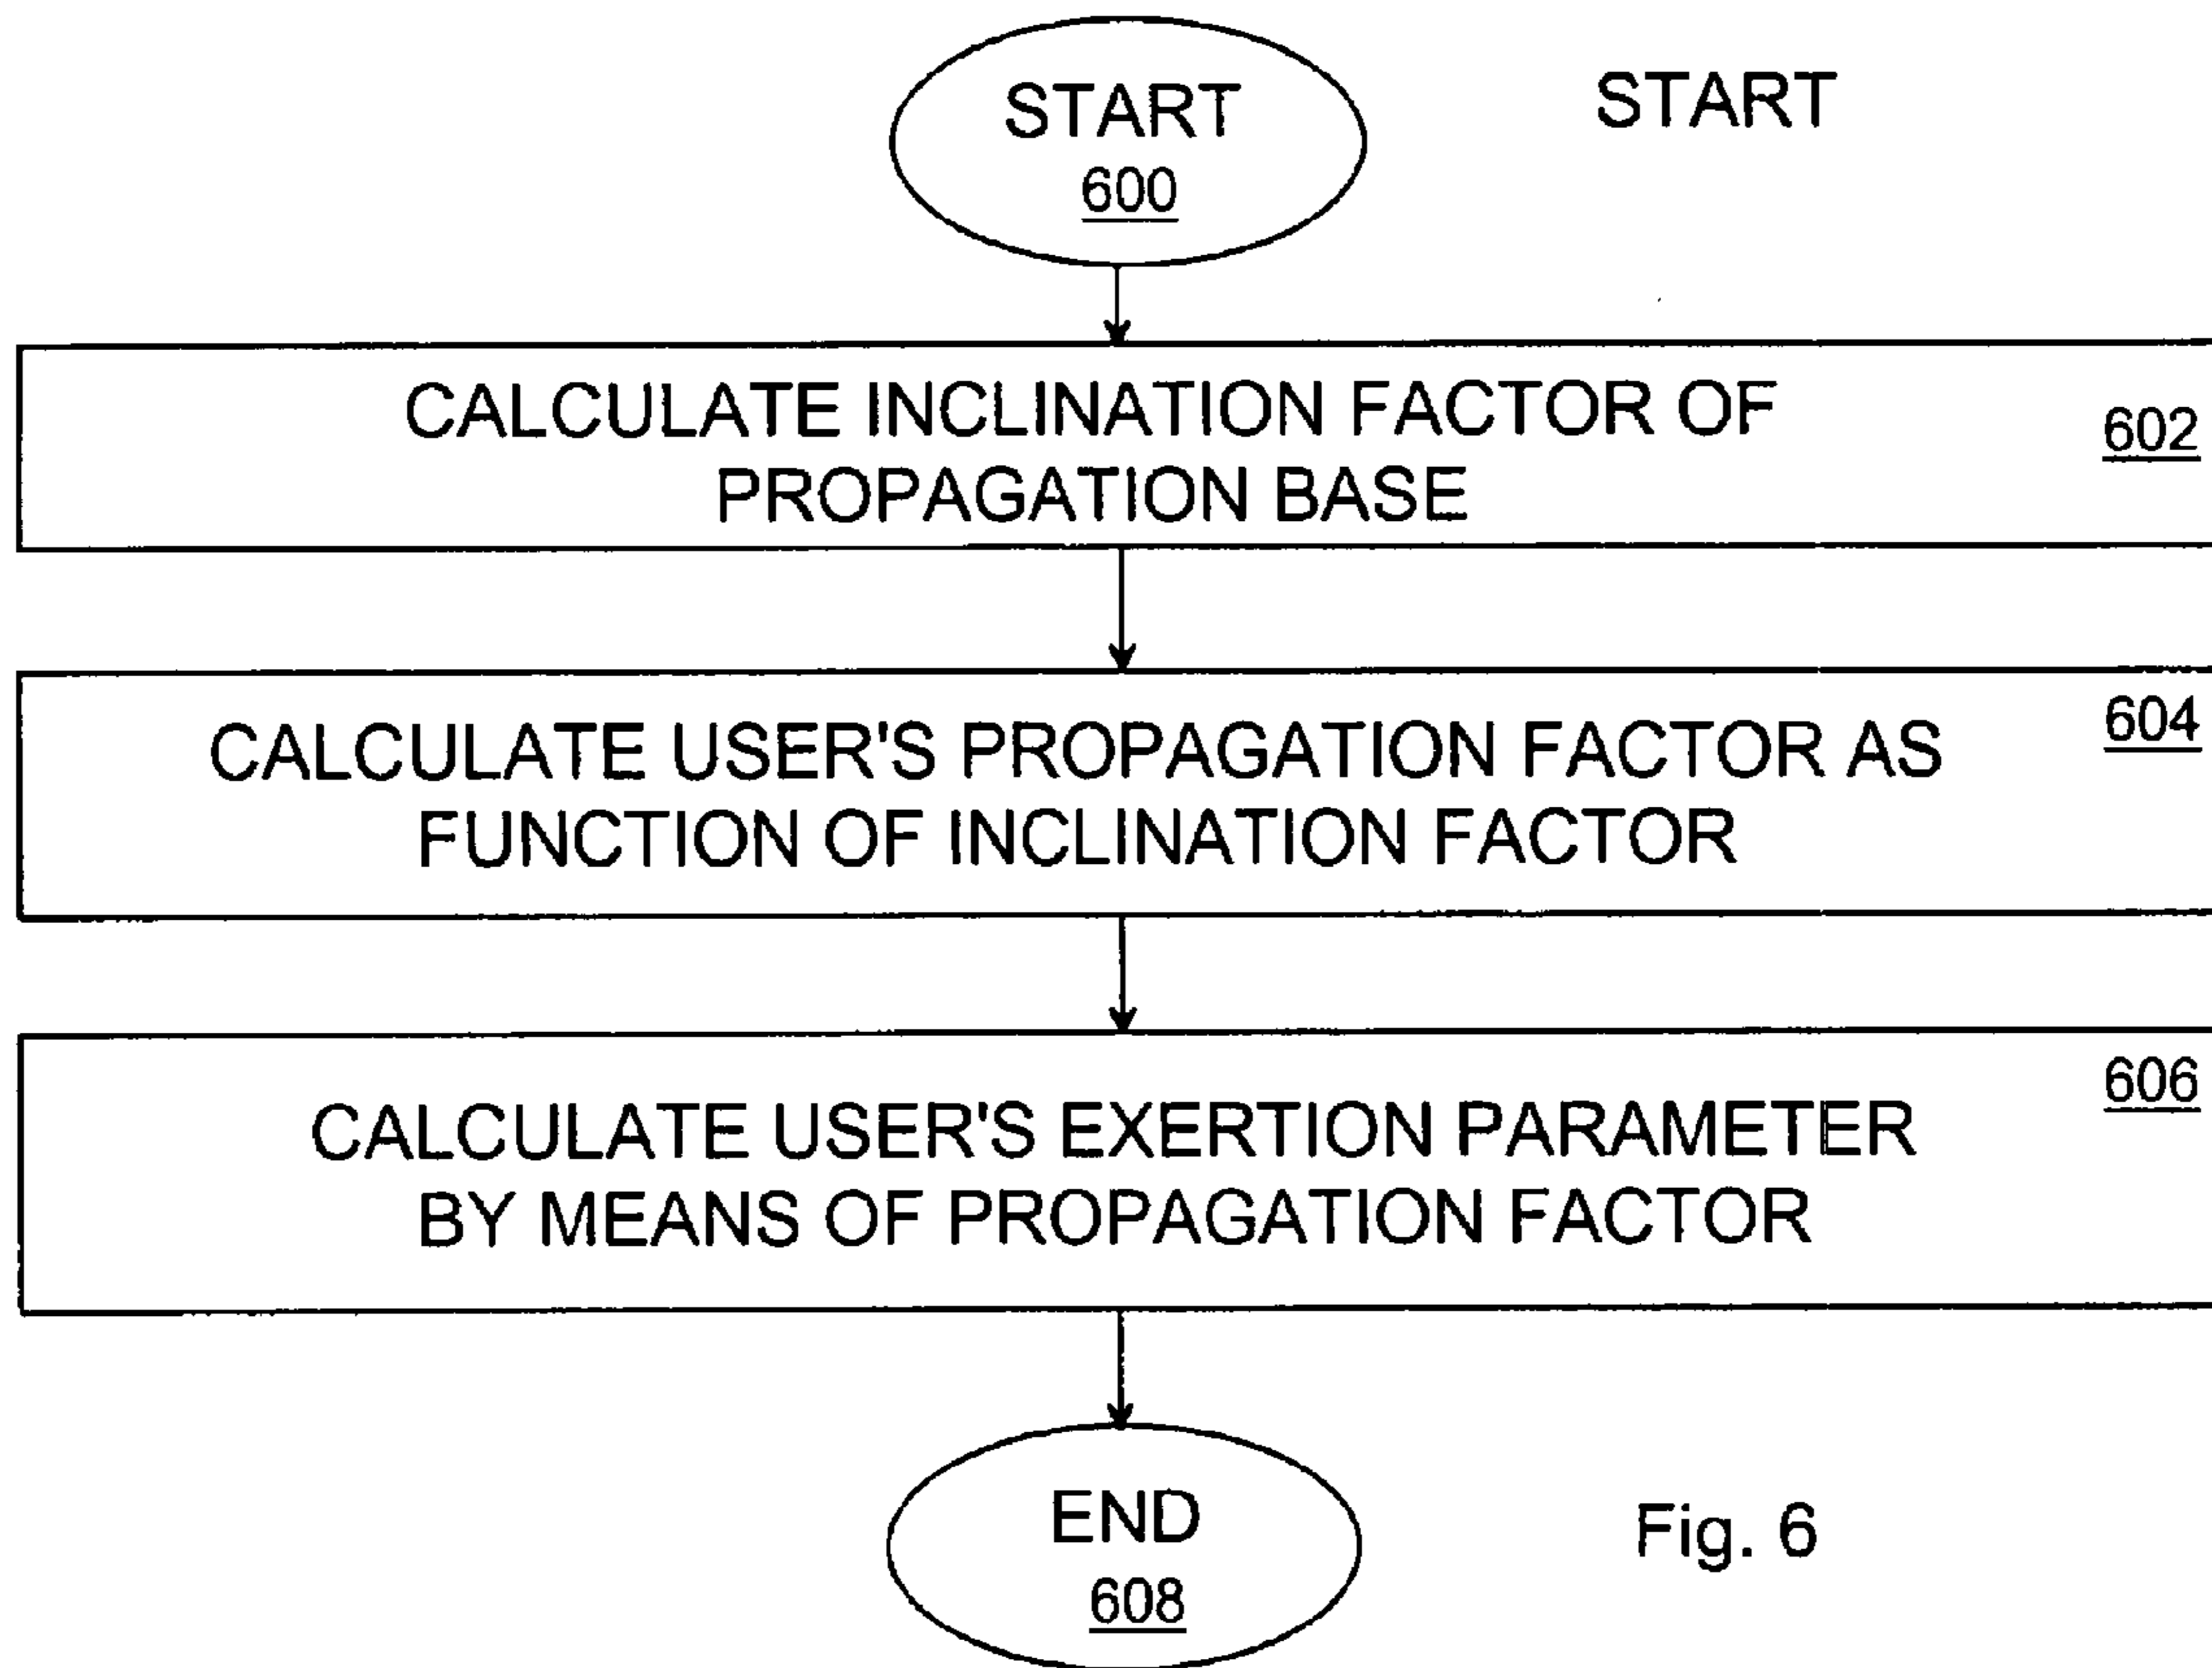 START
600
START
CALCULATE INCLINATION FACTOR OF
PROPAGATION BASE
602
CALCULATE USER'S PROPAGATION FACTOR AS
FUNCTION OF INCLINATION FACTOR
604
CALCULATE USER'S EXERTION PARAMETER
BY MEANS OF PROPAGATION FACTOR
606
END
608
Fig. 6